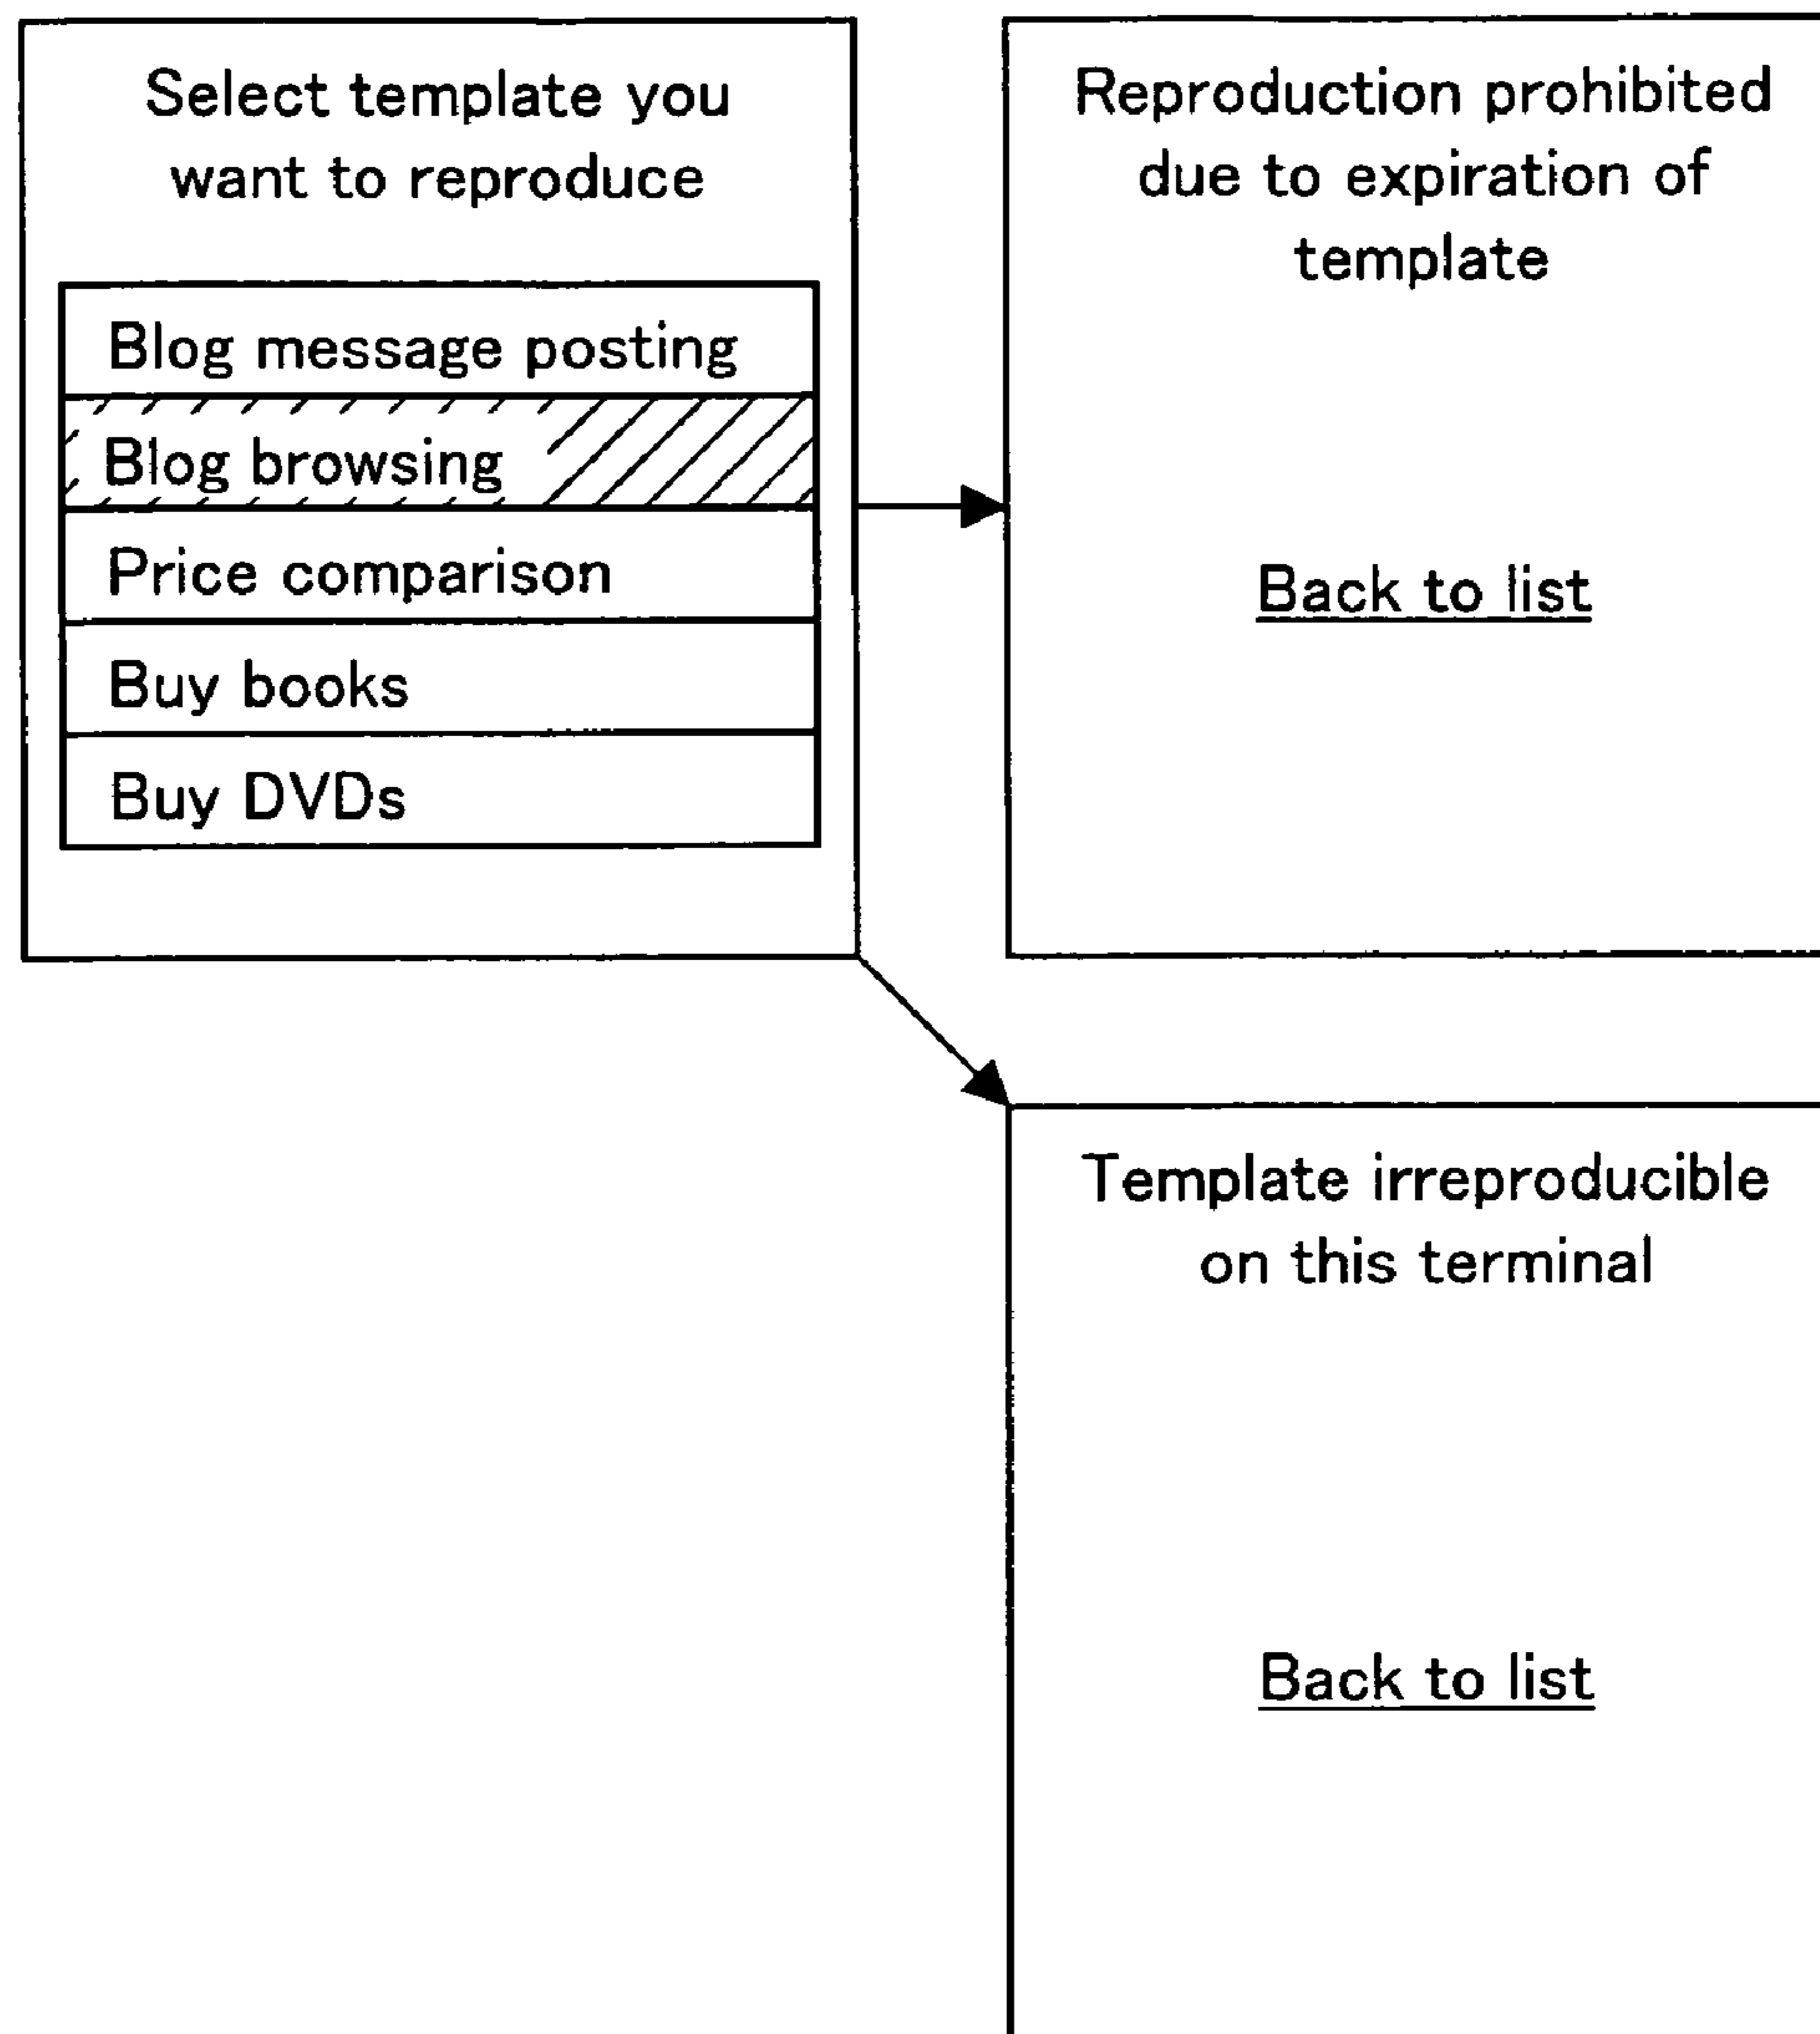 Select template you
want to reproduce
Blog message posting
Blog browsing
Price comparison
Buy books
Buy DVDs
Reproduction prohibited
due to expiration of
template
Back to list
Template irreproducible
on this terminal
Back to list